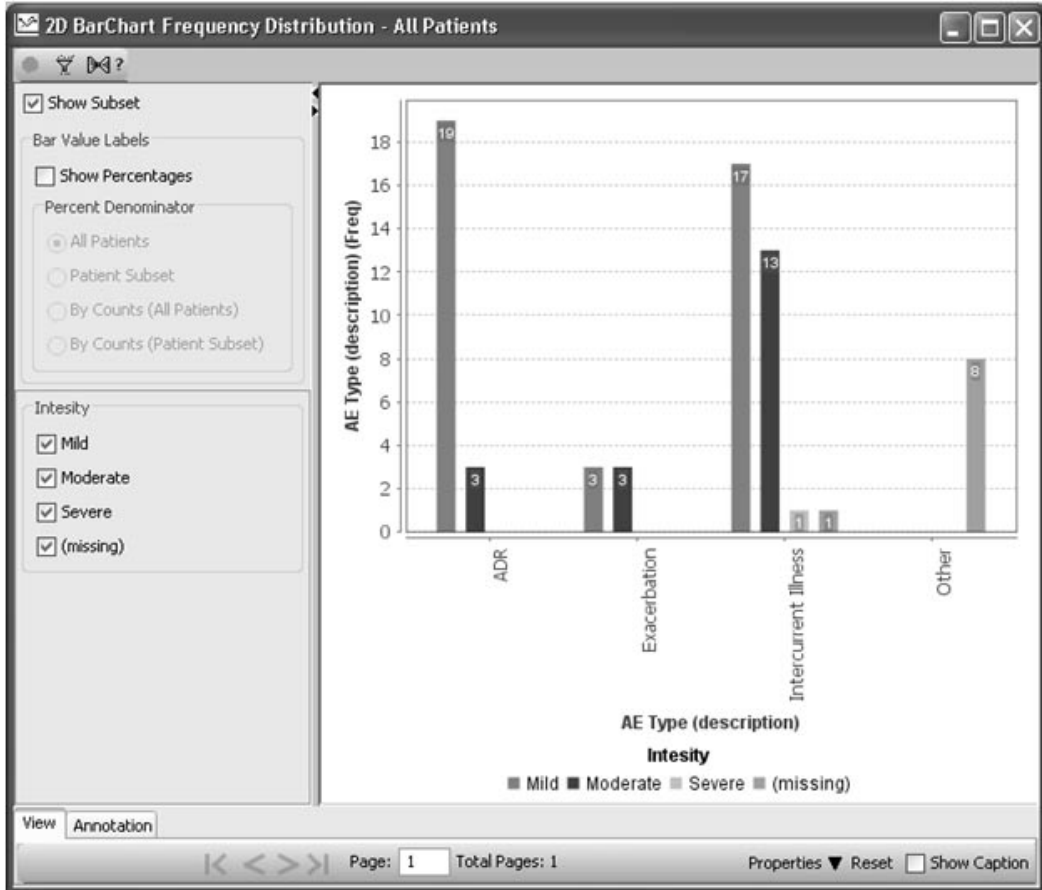 2D BarChart Frequency Distribution - All Patients
?
Show Subset
Bar Value Labels
Show Percentages
Percent Denominator
All Patients
Patient Subset
By Counts (All Patients)
By Counts (Patient Subset)
Intesity
Mild
Moderate
Severe
(missing)
AE Type (description) (Freq)
18
16
14
12
10
8
6
4
2
0
19
3
3
3
17
13
1
1
8
ADR
Exacerbation
Intercurrent Illness
Other
AE Type (description)
Intesity
Mild Moderate Severe (missing)
View Annotation
Page: 1 Total Pages: 1 Properties ▼ Reset Show Caption